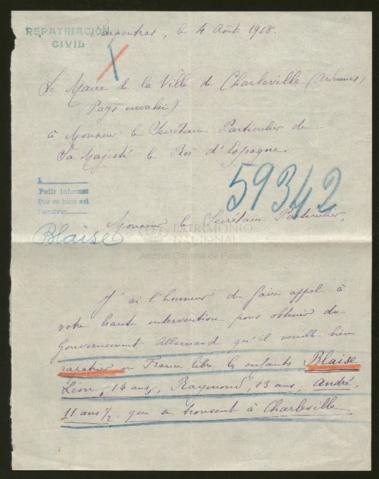 REPATRIACIÓN
CIVIL
le 4 Août 1918.
Le Maire de la Ville de Charleville (Ardennes)
Pays envahi)
à Monsieur le Secrétaire Particulier de
Sa Majesté le Roi d'Espagne.
Pedir informes
59342
Blaise
Monsieur le Secrétaire Particulier,
PATRIMONIO
NACIONAL
J'ai l'honneur de faire appel à
votre haute intervention pour obtenir du
Gouvernement Allemand qu'il veuille bien
rapatrier en France libre les enfants Blaise
Léon, 14 ans, Raymond, 13 ans, André
11 ans ½ qui se trouvent à Charleville.